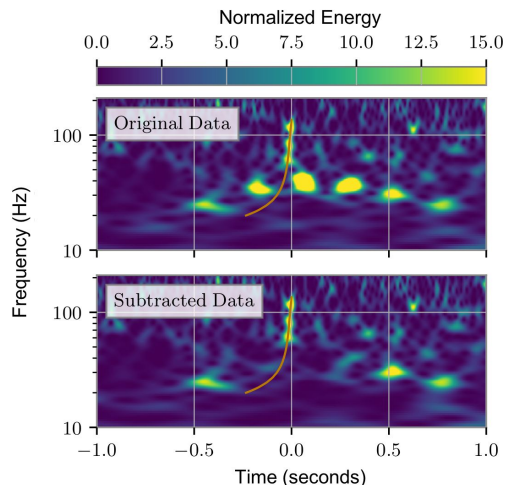 Normalized Energy
0.0 2.5 5.0 7.5 10.0 12.5 15.0
Original Data
100
10
Frequency (Hz)
Subtracted Data
100
10
−1.0 −0.5 0.0 0.5 1.0
Time (seconds)